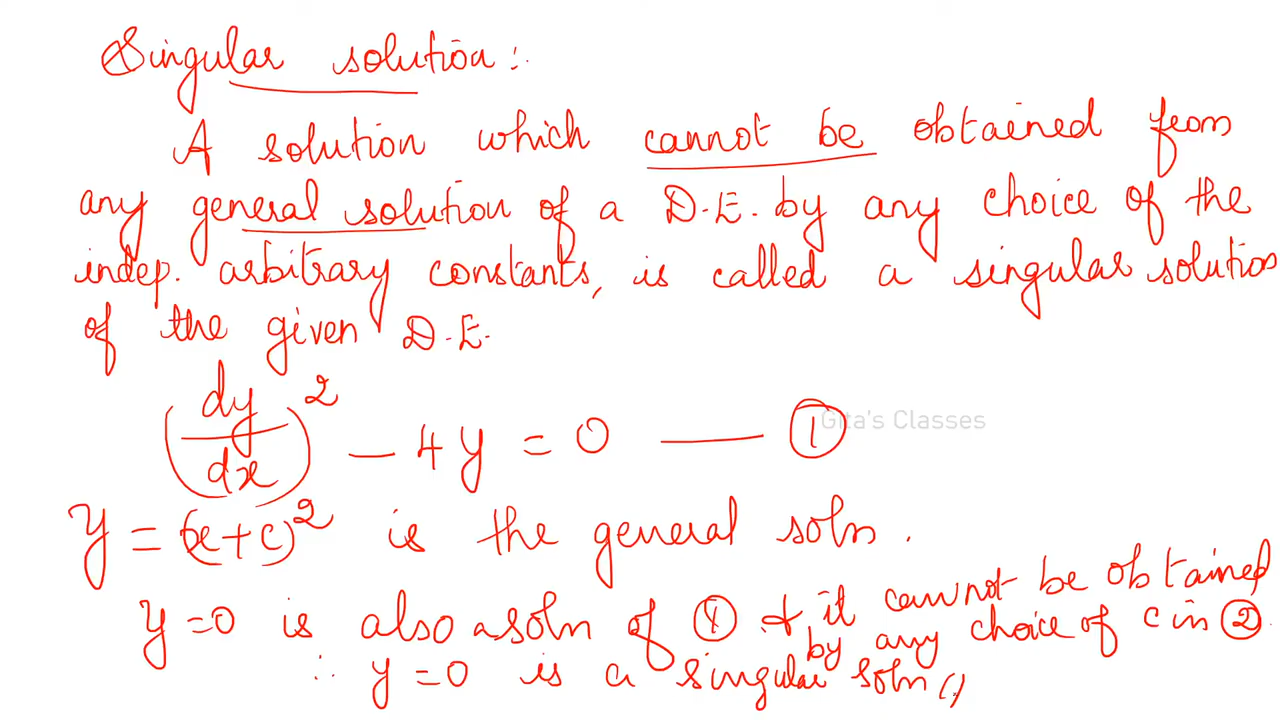 Singular solution :
A solution which cannot be obtained from
any general solution of a D.E. by any choice of the
indep. arbitrary constants, is called a singular solution
of the given D.E.
(dy/dx)^2 - 4y = 0 —— ①
Gita's Classes
y = (x+c)^2 is the general soln.
y=0 is also a soln of ① & it cannot be obtained
by any choice of c in ②
∴ y=0 is a singular soln